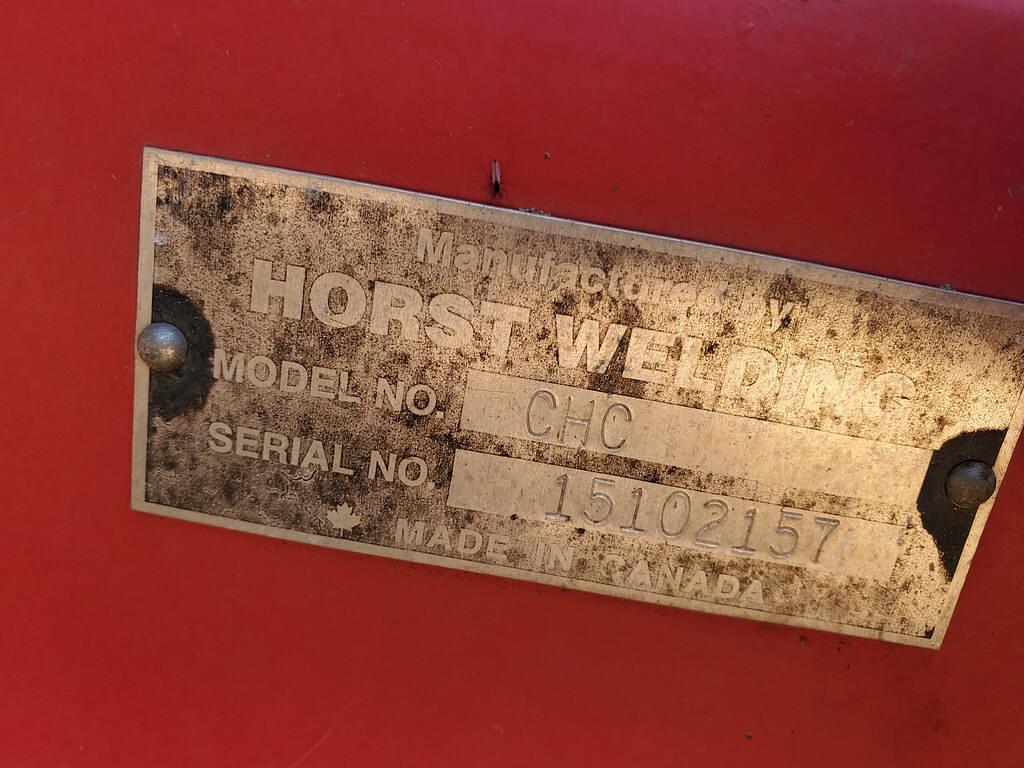 Manufactured by
HORST WELDING
MODEL NO. CHC
SERIAL NO. 15102157
MADE IN CANADA